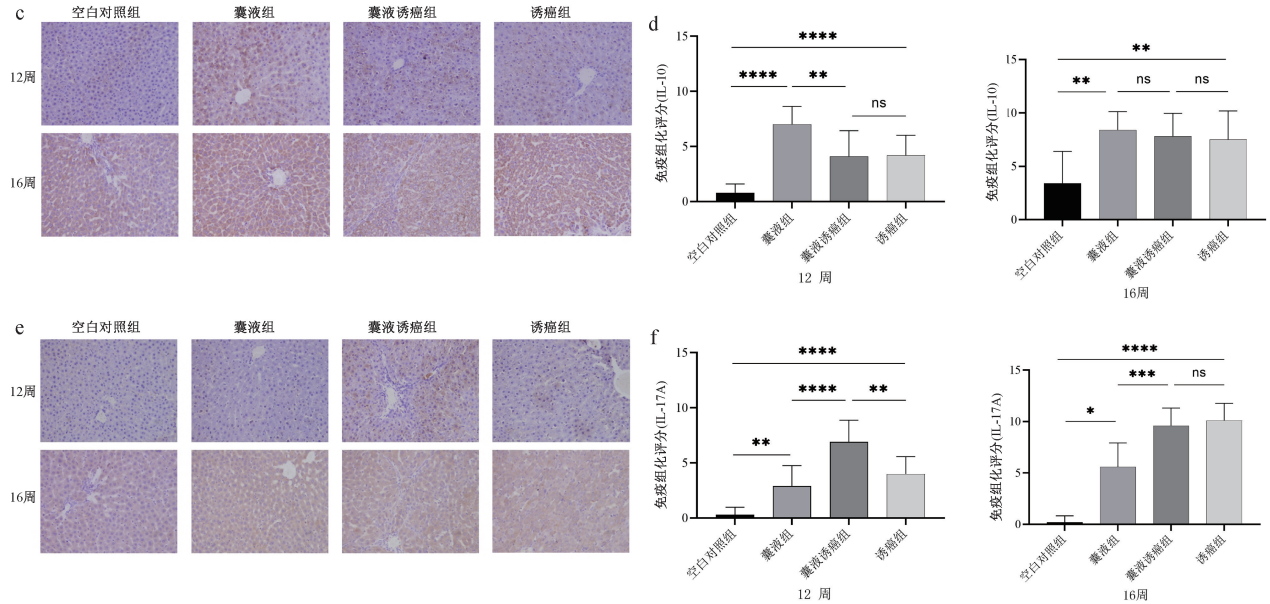 c
空白对照组 囊液组 囊液诱癌组 诱癌组
12周
16周
d
免疫组化评分(IL-10)
15
10
5
0
**** ** ns ****
空白对照组 囊液组 囊液诱癌组 诱癌组
12 周
免疫组化评分(IL-10)
15
10
5
0
** ns ns **
空白对照组 囊液组 囊液诱癌组 诱癌组
16周
e
空白对照组 囊液组 囊液诱癌组 诱癌组
12周
16周
f
免疫组化评分(IL-17A)
15
10
5
0
** **** ** ****
空白对照组 囊液组 囊液诱癌组 诱癌组
12 周
免疫组化评分(IL-17A)
15
10
5
0
* *** ns ****
空白对照组 囊液组 囊液诱癌组 诱癌组
16周